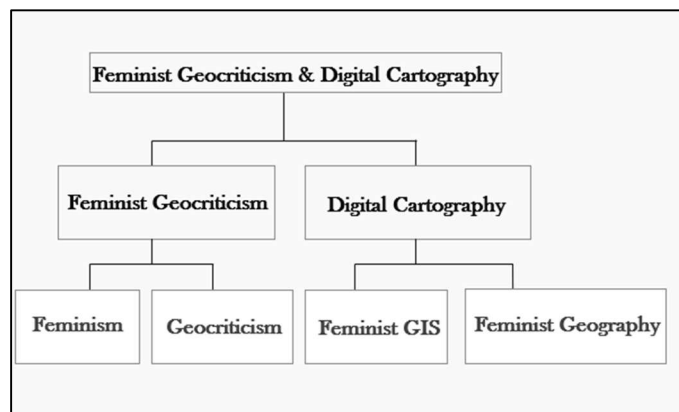 Feminist Geocriticism & Digital Cartography
Feminist Geocriticism
Digital Cartography
Feminism
Geocriticism
Feminist GIS
Feminist Geography